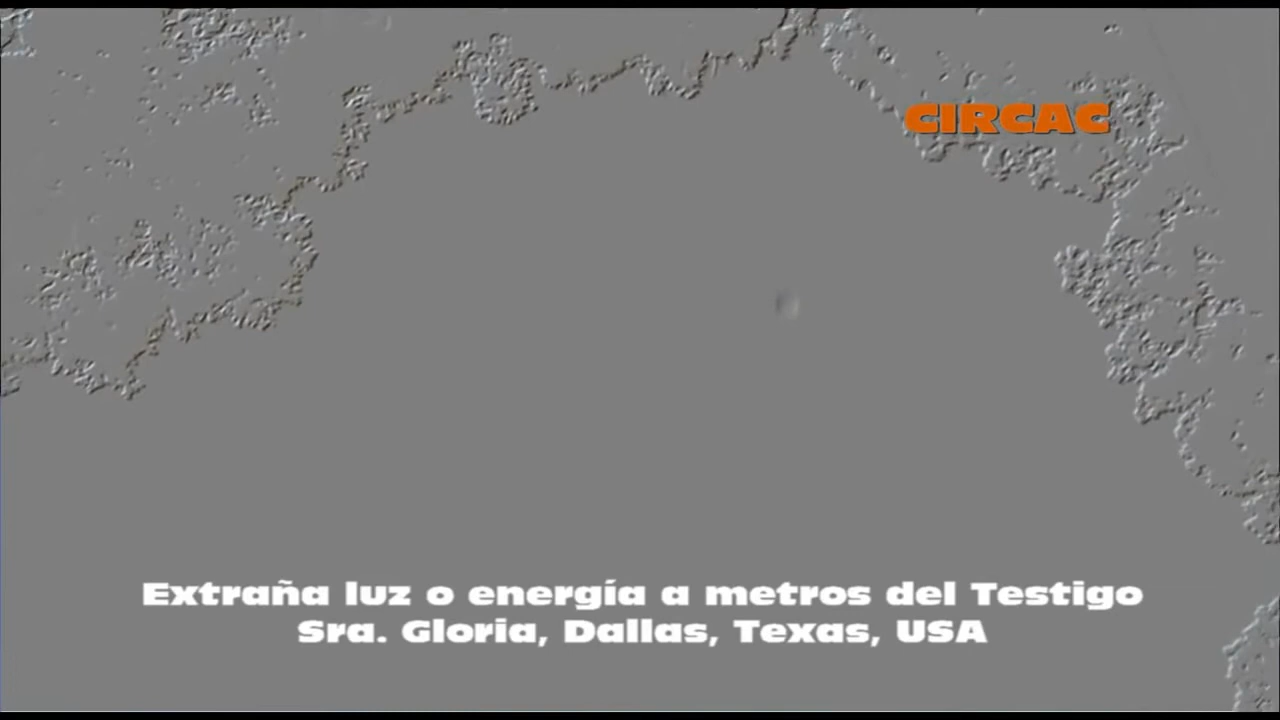 CIRCAC
Extraña luz o energía a metros del Testigo
Sra. Gloria, Dallas, Texas, USA